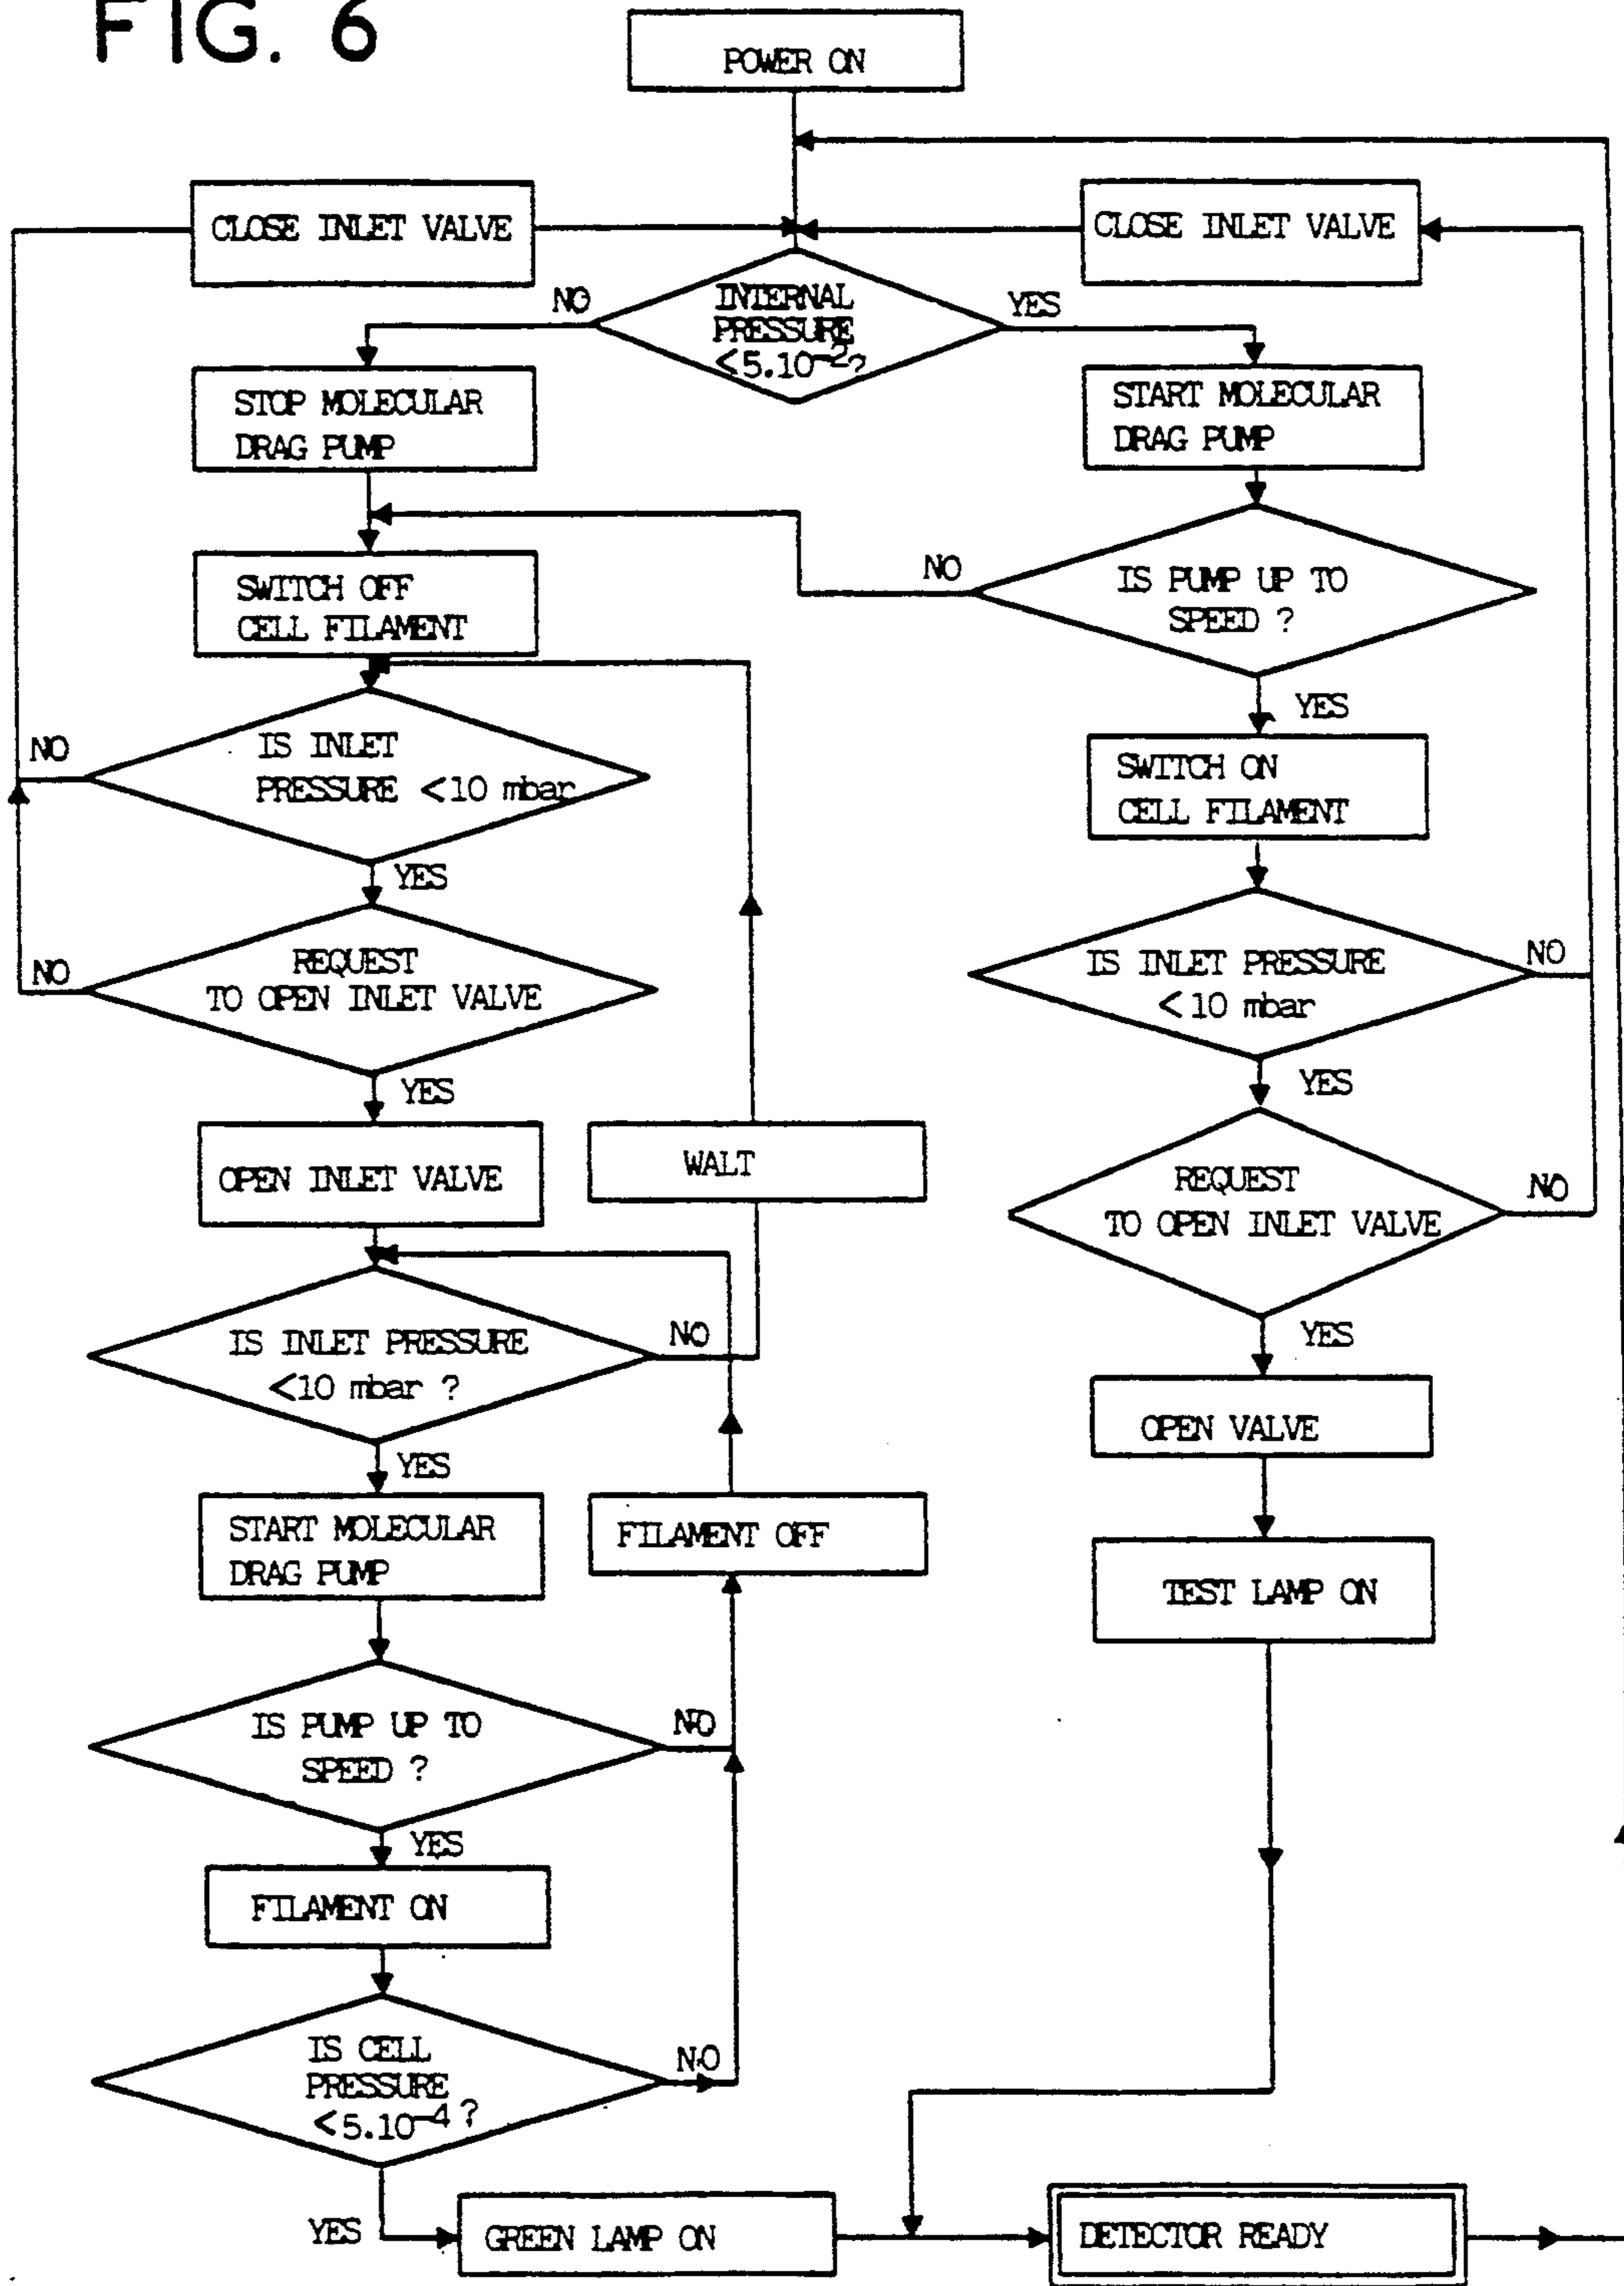 FIG. 6
POWER ON
CLOSE INLET VALVE
CLOSE INLET VALVE
NO
INTERNAL
PRESSURE
<5.10⁻²?
YES
STOP MOLECULAR
DRAG PUMP
START MOLECULAR
DRAG PUMP
SWITCH OFF
CELL FILAMENT
NO
IS PUMP UP TO
SPEED ?
YES
NO
IS INLET
PRESSURE <10 mbar
SWITCH ON
CELL FILAMENT
YES
NO
REQUEST
TO OPEN INLET VALVE
IS INLET PRESSURE
<10 mbar
NO
YES
YES
OPEN INLET VALVE
WALT
REQUEST
TO OPEN INLET VALVE
NO
IS INLET PRESSURE
<10 mbar ?
NO
YES
OPEN VALVE
YES
START MOLECULAR
DRAG PUMP
FILAMENT OFF
TEST LAMP ON
IS PUMP UP TO
SPEED ?
NO
YES
FILAMENT ON
IS CELL
PRESSURE
<5.10⁻⁴?
NO
YES
GREEN LAMP ON
DETECTOR READY